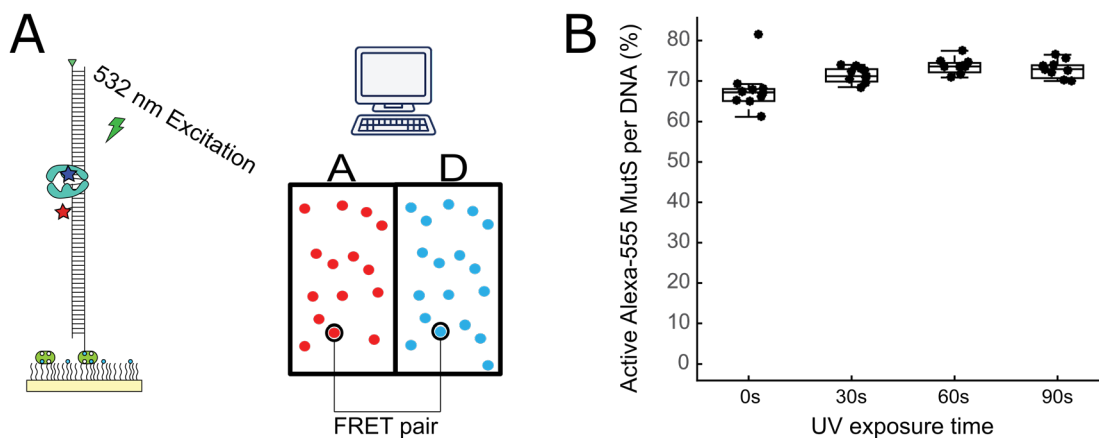 A
532 nm Excitation
A D
FRET pair
B
Active Alexa-555 MutS per DNA (%)
80
70
60
50
40
30
20
10
0
0s 30s 60s 90s
UV exposure time